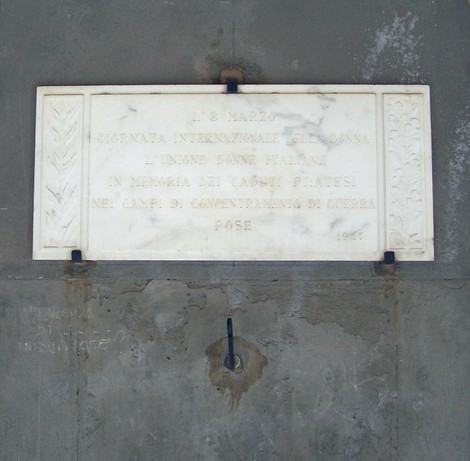 L'8 MARZO
GIORNATA INTERNAZIONALE DELLA DONNA
L'UNIONE DONNE ITALIANE
IN MEMORIA DEI CADUTI PRATESI
NEI CAMPI DI CONCENTRAMENTO DI GUERRA
POSE